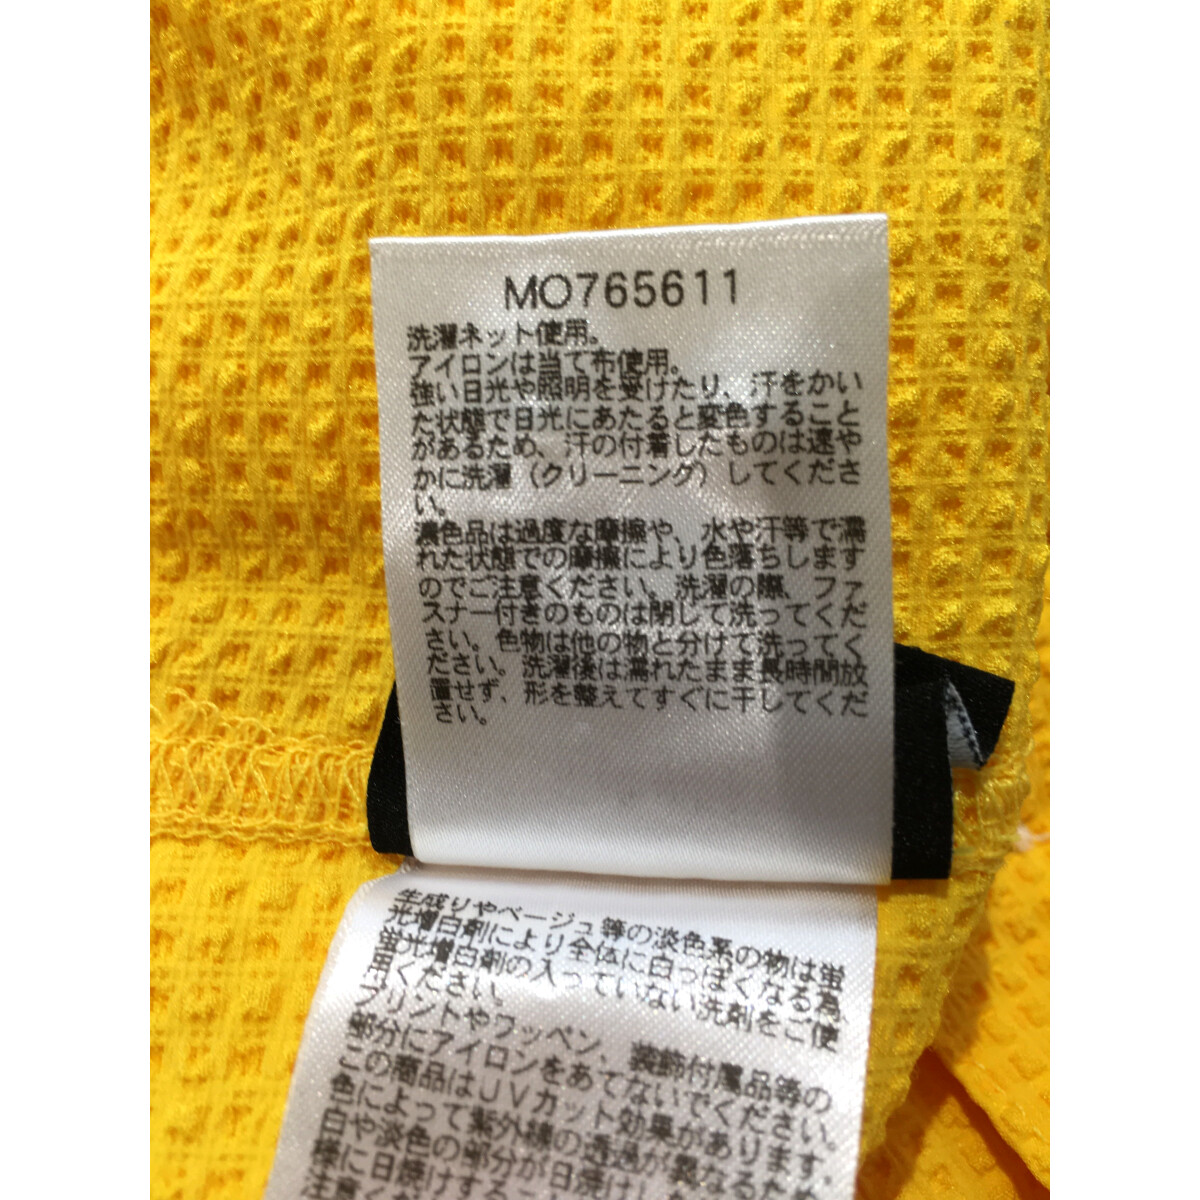 MO765611
洗濯ネット使用。
アイロンは当て布使用。
強い日光や照明を受けたり、汗をかい
た状態で日光にあたると変色すること
があるため、汗の付着したものは速や
かに洗濯（クリーニング）してくださ
い。
濃色品は過度な摩擦や、水や汗等で濡
れた状態での摩擦により色落ちします
のでご注意ください。洗濯の際、ファ
スナー付きのものは閉じて洗ってくだ
さい。色物は他の物と分けて洗ってく
ださい。洗濯後は濡れたまま長時間放
置せず、形を整えてすぐに干してくだ
さい。
生成りやベージュ等の淡色系の物は蛍
光増白剤により全体に白っぽくなる為、
蛍光増白剤の入っていない洗剤をご使
用ください。
プリントやワッペン、装飾付属品等の
部分にアイロンをあてないでください。
この商品はUVカット効果があります
色によって紫外線の透過が異なるた
白や淡色の部分が日焼けし
様に日焼けすること